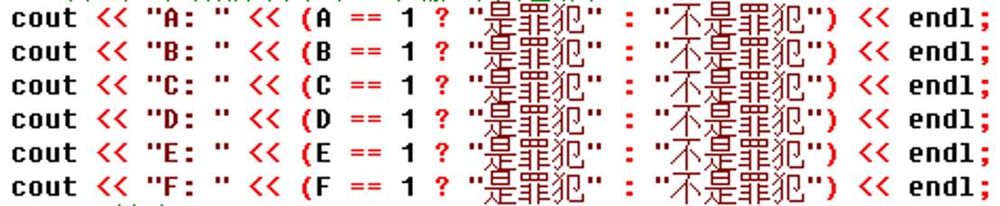 cout << "A: " << (A == 1 ? "是罪犯" : "不是罪犯") << endl;
cout << "B: " << (B == 1 ? "是罪犯" : "不是罪犯") << endl;
cout << "C: " << (C == 1 ? "是罪犯" : "不是罪犯") << endl;
cout << "D: " << (D == 1 ? "是罪犯" : "不是罪犯") << endl;
cout << "E: " << (E == 1 ? "是罪犯" : "不是罪犯") << endl;
cout << "F: " << (F == 1 ? "是罪犯" : "不是罪犯") << endl;